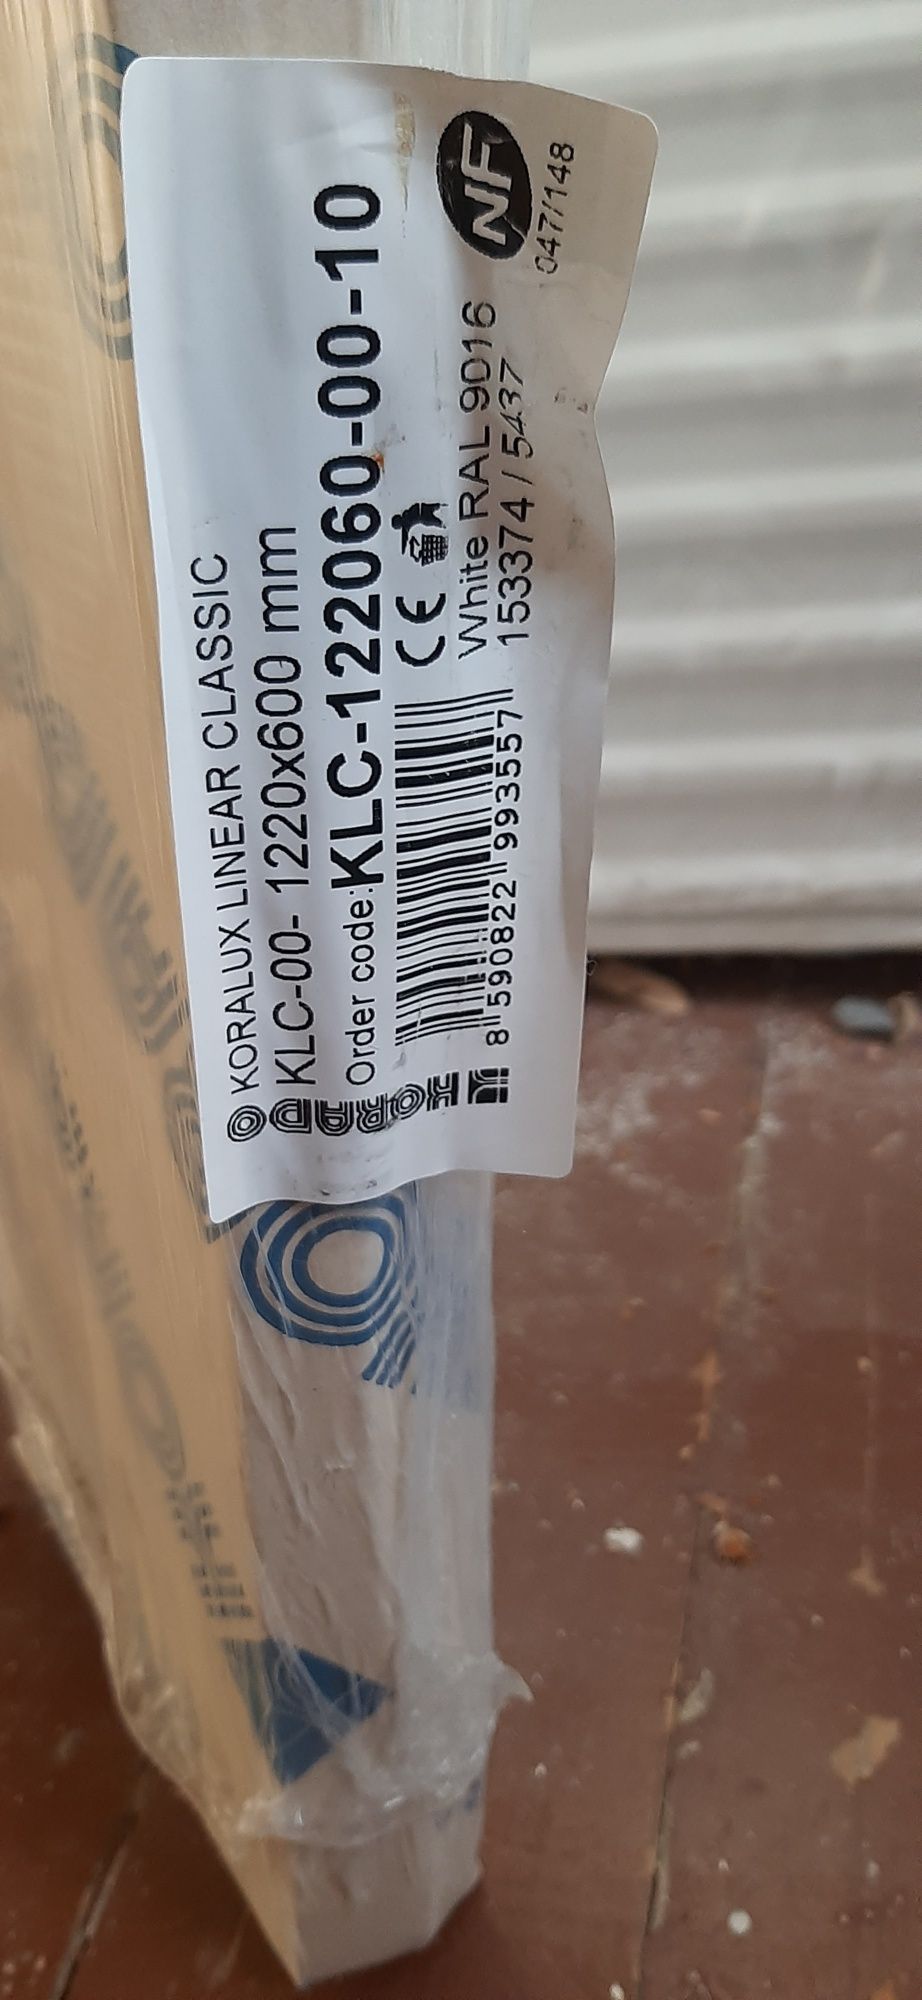 KORALUX LINEAR CLASSIC
KLC-00- 1220x600 mm
Order code: KLC-122060-00-10
CE
White RAL 9016
153374 / 5437
8 590822 993557
NF
047/148
KORADO